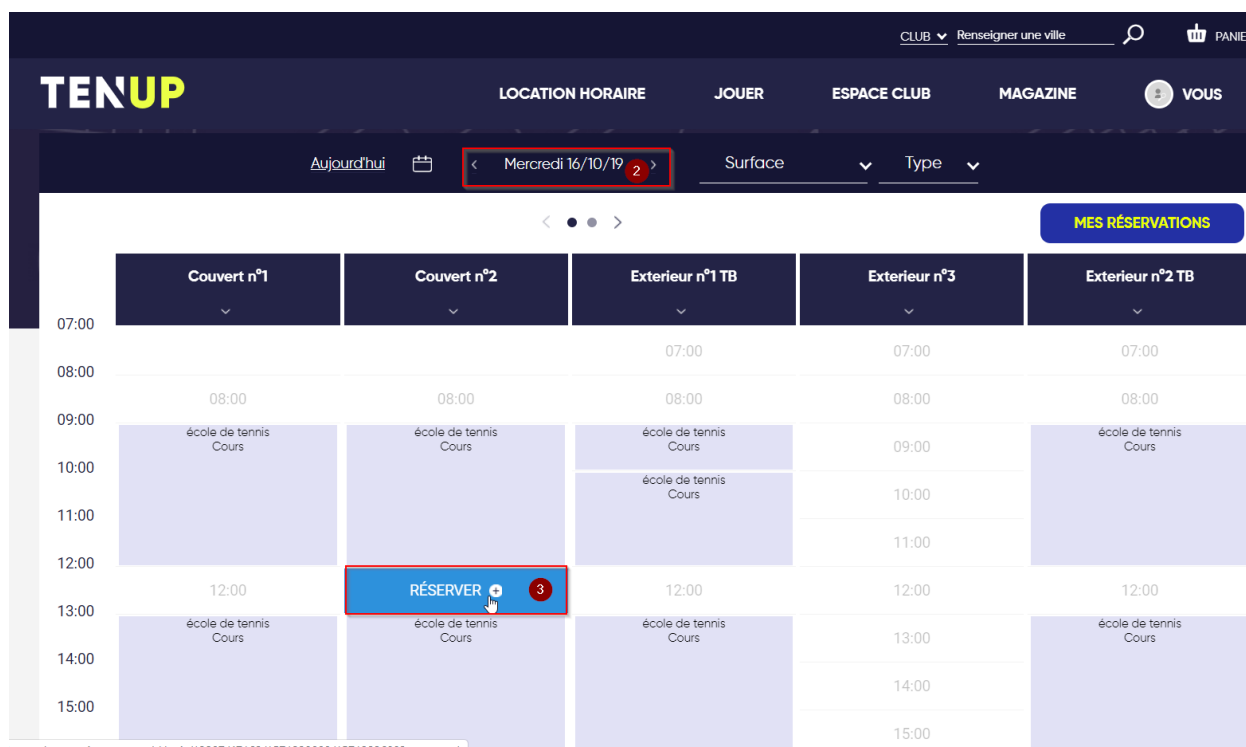 CLUB Renseigner une ville PANIE
TENUP LOCATION HORAIRE JOUER ESPACE CLUB MAGAZINE VOUS
Aujourd'hui < Mercredi 16/10/19 2 > Surface Type
< >
MES RÉSERVATIONS
Couvert n°1 Couvert n°2 Exterieur n°1 TB Exterieur n°3 Exterieur n°2 TB
07:00
07:00 07:00 07:00
08:00
08:00 08:00 08:00 08:00 08:00
09:00
école de tennis école de tennis école de tennis école de tennis
Cours Cours Cours 09:00 Cours
10:00
école de tennis
Cours 10:00
11:00
11:00
12:00
12:00 RÉSERVER + 3 12:00 12:00 12:00
13:00
école de tennis école de tennis école de tennis école de tennis
Cours Cours Cours 13:00 Cours
14:00
14:00
15:00
15:00